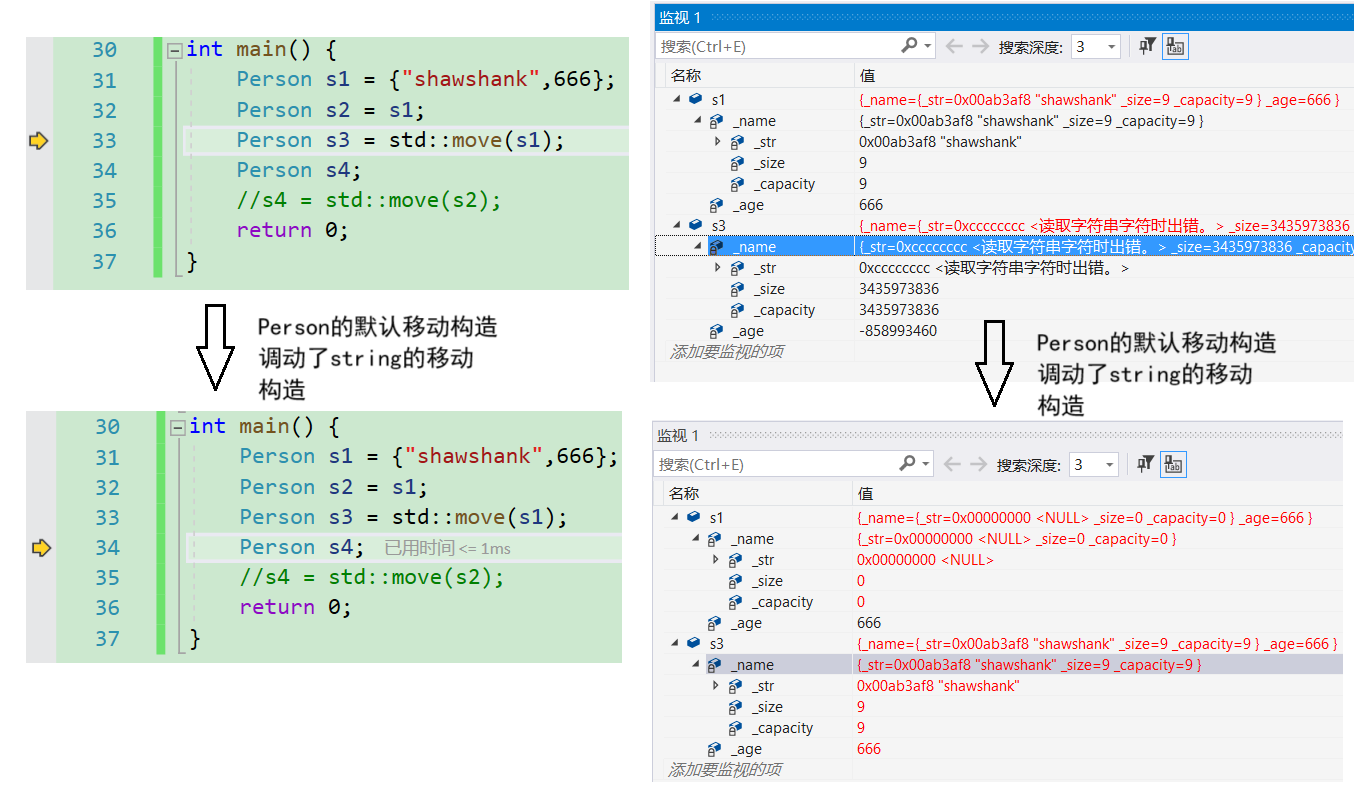 30 int main() {
31 Person s1 = {"shawshank",666};
32 Person s2 = s1;
33 Person s3 = std::move(s1);
34 Person s4;
35 //s4 = std::move(s2);
36 return 0;
37 }
Person的默认移动构造
调动了string的移动
构造
30 int main() {
31 Person s1 = {"shawshank",666};
32 Person s2 = s1;
33 Person s3 = std::move(s1);
34 Person s4; 已用时间 <= 1ms
35 //s4 = std::move(s2);
36 return 0;
37 }
监视 1
搜索(Ctrl+E) 搜索深度: 3
名称 值
s1 {_name={_str=0x00ab3af8 "shawshank" _size=9 _capacity=9 } _age=666 }
_name {_str=0x00ab3af8 "shawshank" _size=9 _capacity=9 }
_str 0x00ab3af8 "shawshank"
_size 9
_capacity 9
_age 666
s3 {_name={_str=0xcccccccc <读取字符串字符时出错。> _size=3435973836
_name {_str=0xcccccccc <读取字符串字符时出错。> _size=3435973836 _capacity
_str 0xcccccccc <读取字符串字符时出错。>
_size 3435973836
_capacity 3435973836
_age -858993460
添加要监视的项
Person的默认移动构造
调动了string的移动
构造
监视 1
搜索(Ctrl+E) 搜索深度: 3
名称 值
s1 {_name={_str=0x00000000 <NULL> _size=0 _capacity=0 } _age=666 }
_name {_str=0x00000000 <NULL> _size=0 _capacity=0 }
_str 0x00000000 <NULL>
_size 0
_capacity 0
_age 666
s3 {_name={_str=0x00ab3af8 "shawshank" _size=9 _capacity=9 } _age=666 }
_name {_str=0x00ab3af8 "shawshank" _size=9 _capacity=9 }
_str 0x00ab3af8 "shawshank"
_size 9
_capacity 9
_age 666
添加要监视的项